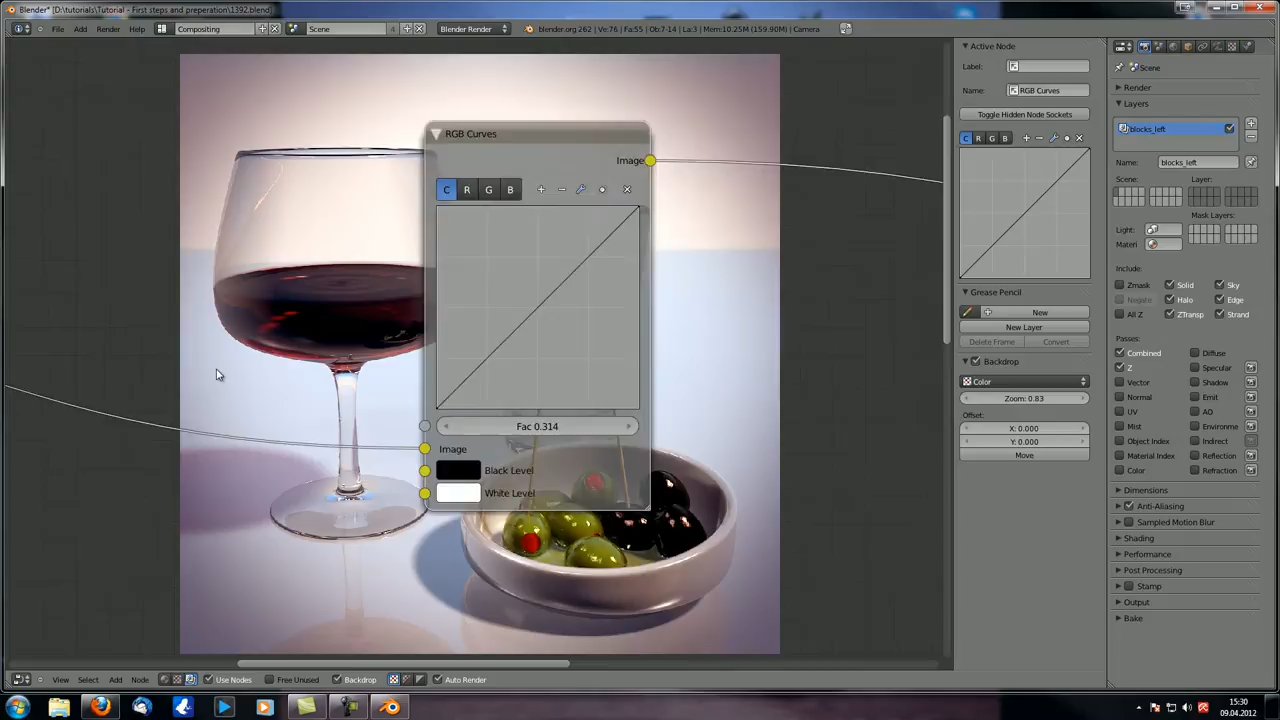 Blender* [D:\tutorials\Tutorial - First steps and preperation\1392.blend]
File Add Render Help Compositing Scene 4 Blender Render blender.org 262 | Ve:76 | Fa:55 | Ob:7-14 | La:3 | Mem:10.25M (159.90M) | Camera
RGB Curves
Image
C R G B
Fac 0.314
Image
Black Level
White Level
Active Node
Label:
Name: RGB Curves
Toggle Hidden Node Sockets
C R G B
Grease Pencil
New
New Layer
Delete Frame Convert
Backdrop
Color
Zoom: 0.83
Offset:
X: 0.000
Y: 0.000
Move
Scene
Render
Layers
blocks_left
Name: blocks_left
Scene: Layer:
Mask Layers:
Light:
Materi
Include:
Zmask Solid Sky
Negate Halo Edge
All Z ZTransp Strand
Passes:
Combined Diffuse
Z Specular
Vector Shadow
Normal Emit
UV AO
Mist Environme
Object Index Indirect
Material Index Reflection
Color Refraction
Dimensions
Anti-Aliasing
Sampled Motion Blur
Shading
Performance
Post Processing
Stamp
Output
Bake
View Select Add Node Use Nodes Free Unused Backdrop Auto Render
15:30
09.04.2012